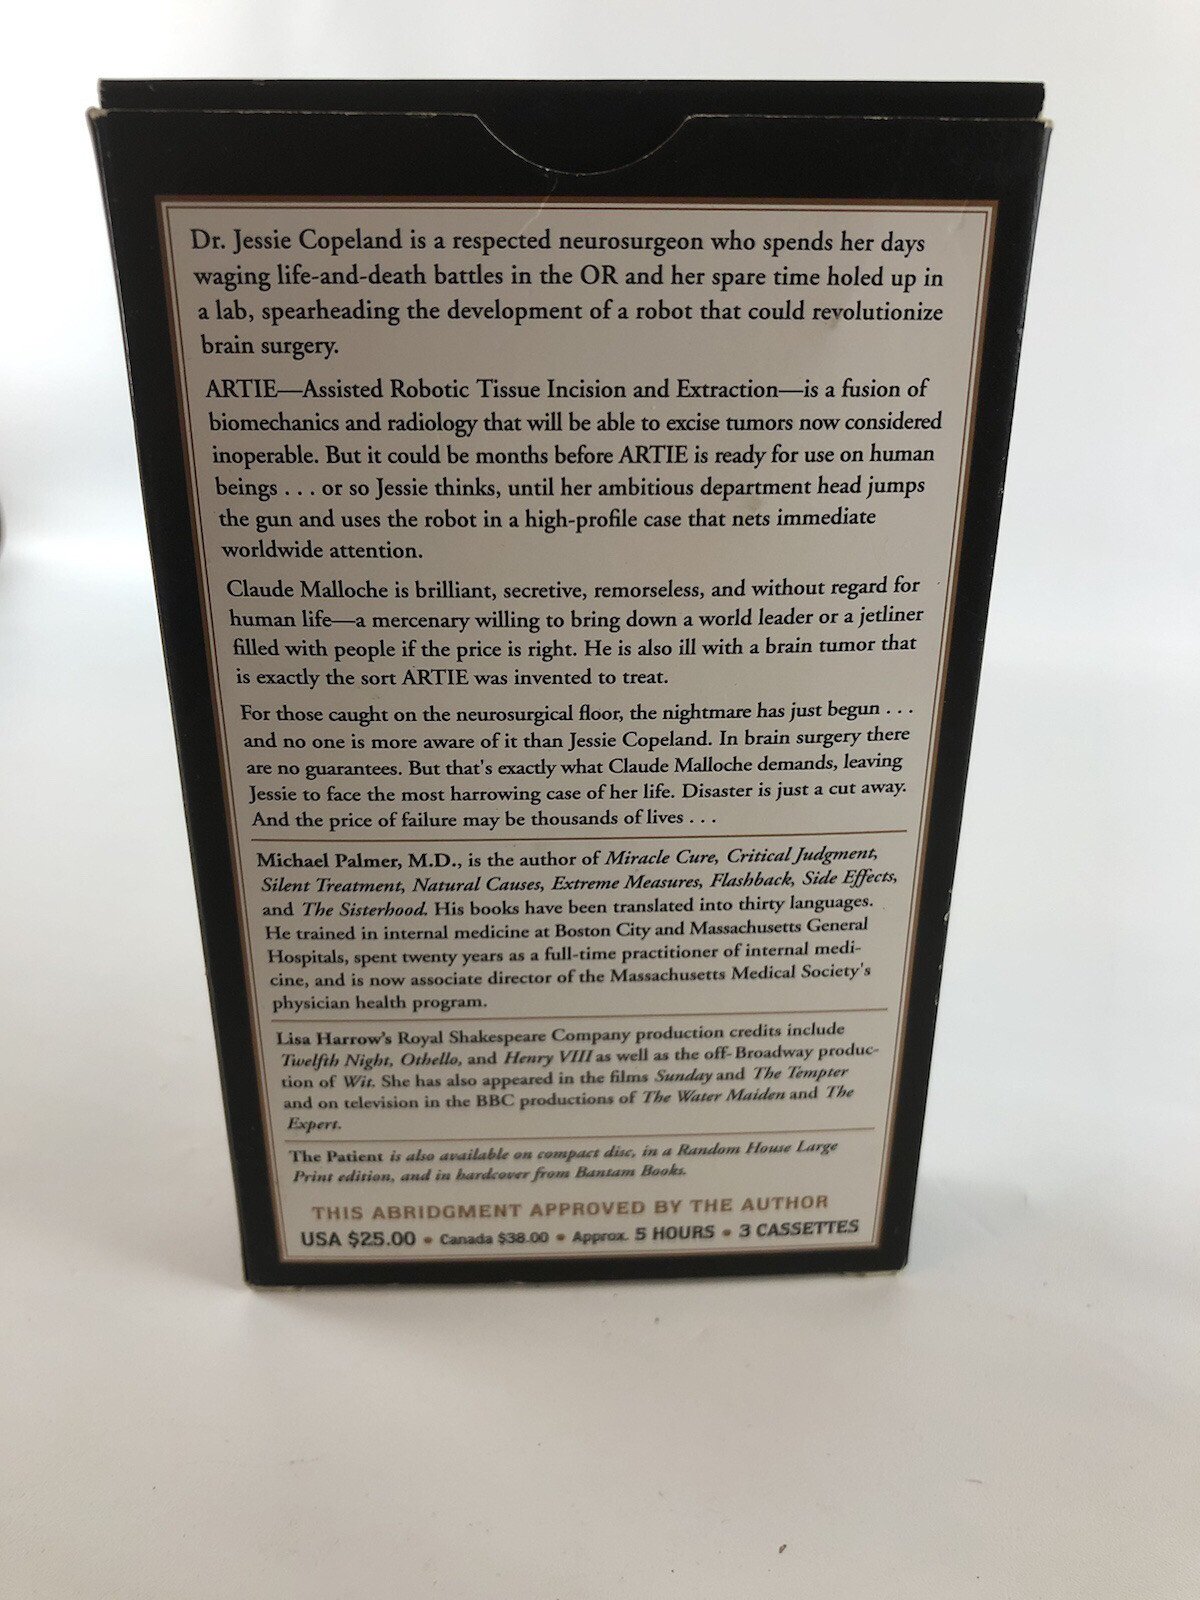 Dr. Jessie Copeland is a respected neurosurgeon who spends her days
waging life-and-death battles in the OR and her spare time holed up in
a lab, spearheading the development of a robot that could revolutionize
brain surgery.
ARTIE—Assisted Robotic Tissue Incision and Extraction—is a fusion of
biomechanics and radiology that will be able to excise tumors now considered
inoperable. But it could be months before ARTIE is ready for use on human
beings . . . or so Jessie thinks, until her ambitious department head jumps
the gun and uses the robot in a high-profile case that nets immediate
worldwide attention.
Claude Malloche is brilliant, secretive, remorseless, and without regard for
human life—a mercenary willing to bring down a world leader or a jetliner
filled with people if the price is right. He is also ill with a brain tumor that
is exactly the sort ARTIE was invented to treat.
For those caught on the neurosurgical floor, the nightmare has just begun . . .
and no one is more aware of it than Jessie Copeland. In brain surgery there
are no guarantees. But that's exactly what Claude Malloche demands, leaving
Jessie to face the most harrowing case of her life. Disaster is just a cut away.
And the price of failure may be thousands of lives . . .
Michael Palmer, M.D., is the author of Miracle Cure, Critical Judgment,
Silent Treatment, Natural Causes, Extreme Measures, Flashback, Side Effects,
and The Sisterhood. His books have been translated into thirty languages.
He trained in internal medicine at Boston City and Massachusetts General
Hospitals, spent twenty years as a full-time practitioner of internal medi-
cine, and is now associate director of the Massachusetts Medical Society's
physician health program.
Lisa Harrow's Royal Shakespeare Company production credits include
Twelfth Night, Othello, and Henry VIII as well as the off-Broadway produc-
tion of Wit. She has also appeared in the films Sunday and The Tempter
and on television in the BBC productions of The Water Maiden and The
Expert.
The Patient is also available on compact disc, in a Random House Large
Print edition, and in hardcover from Bantam Books.
THIS ABRIDGMENT APPROVED BY THE AUTHOR
USA $25.00 • Canada $38.00 • Approx. 5 HOURS • 3 CASSETTES